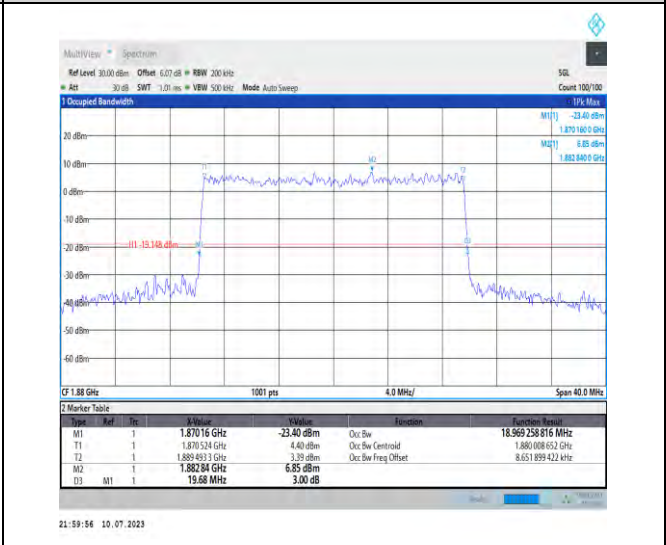 MultiView Spectrum
Ref Level 30.00 dBm Offset 6.07 dB RBW 200 kHz SGL
Att 30 dB SWT 1.01 ms VBW 500 kHz Mode Auto Sweep Count 100/100
1 Occupied Bandwidth 1Pk Max
M1[1] -23.40 dBm
1.870 160 0 GHz
M2[1] 6.85 dBm
1.882 840 0 GHz
20 dBm
10 dBm
0 dBm
-10 dBm
-20 dBm
H1 -19.148 dBm
-30 dBm
-40 dBm
-50 dBm
-60 dBm
T1
M2
T2
M1
D3
CF 1.88 GHz 1001 pts 4.0 MHz/ Span 40.0 MHz
2 Marker Table
Type Ref Trc X-Value Y-Value Function Function Result
M1 1 1.870 16 GHz -23.40 dBm Occ Bw 18.969 258 816 MHz
T1 1 1.870 524 GHz 4.40 dBm Occ Bw Centroid 1.880 008 652 GHz
T2 1 1.889 493 3 GHz 3.39 dBm Occ Bw Freq Offset 8.651 899 422 kHz
M2 1 1.882 84 GHz 6.85 dBm
D3 M1 1 19.68 MHz 3.00 dB
21:59:56 10.07.2023